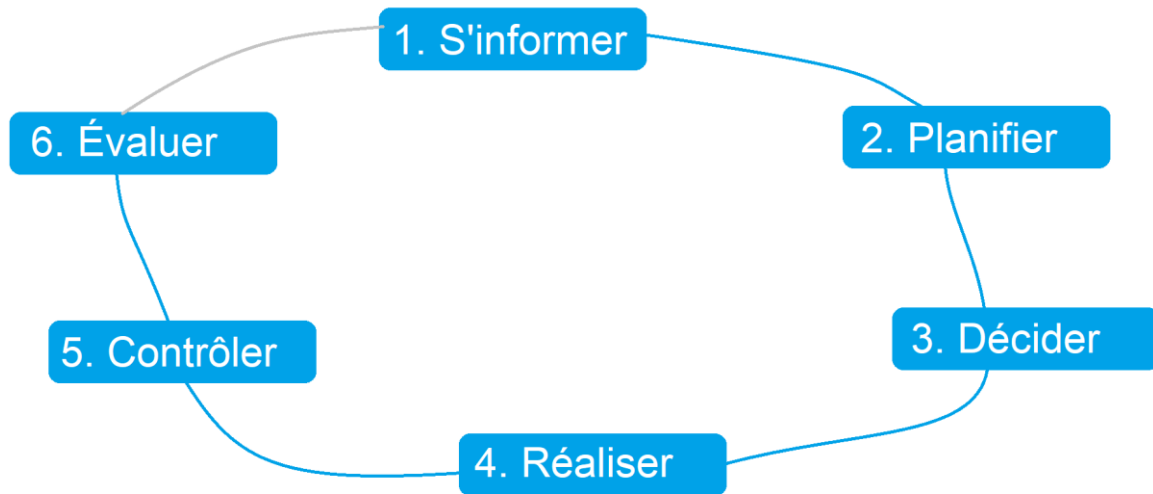 1. S'informer
2. Planifier
3. Décider
4. Réaliser
5. Contrôler
6. Évaluer